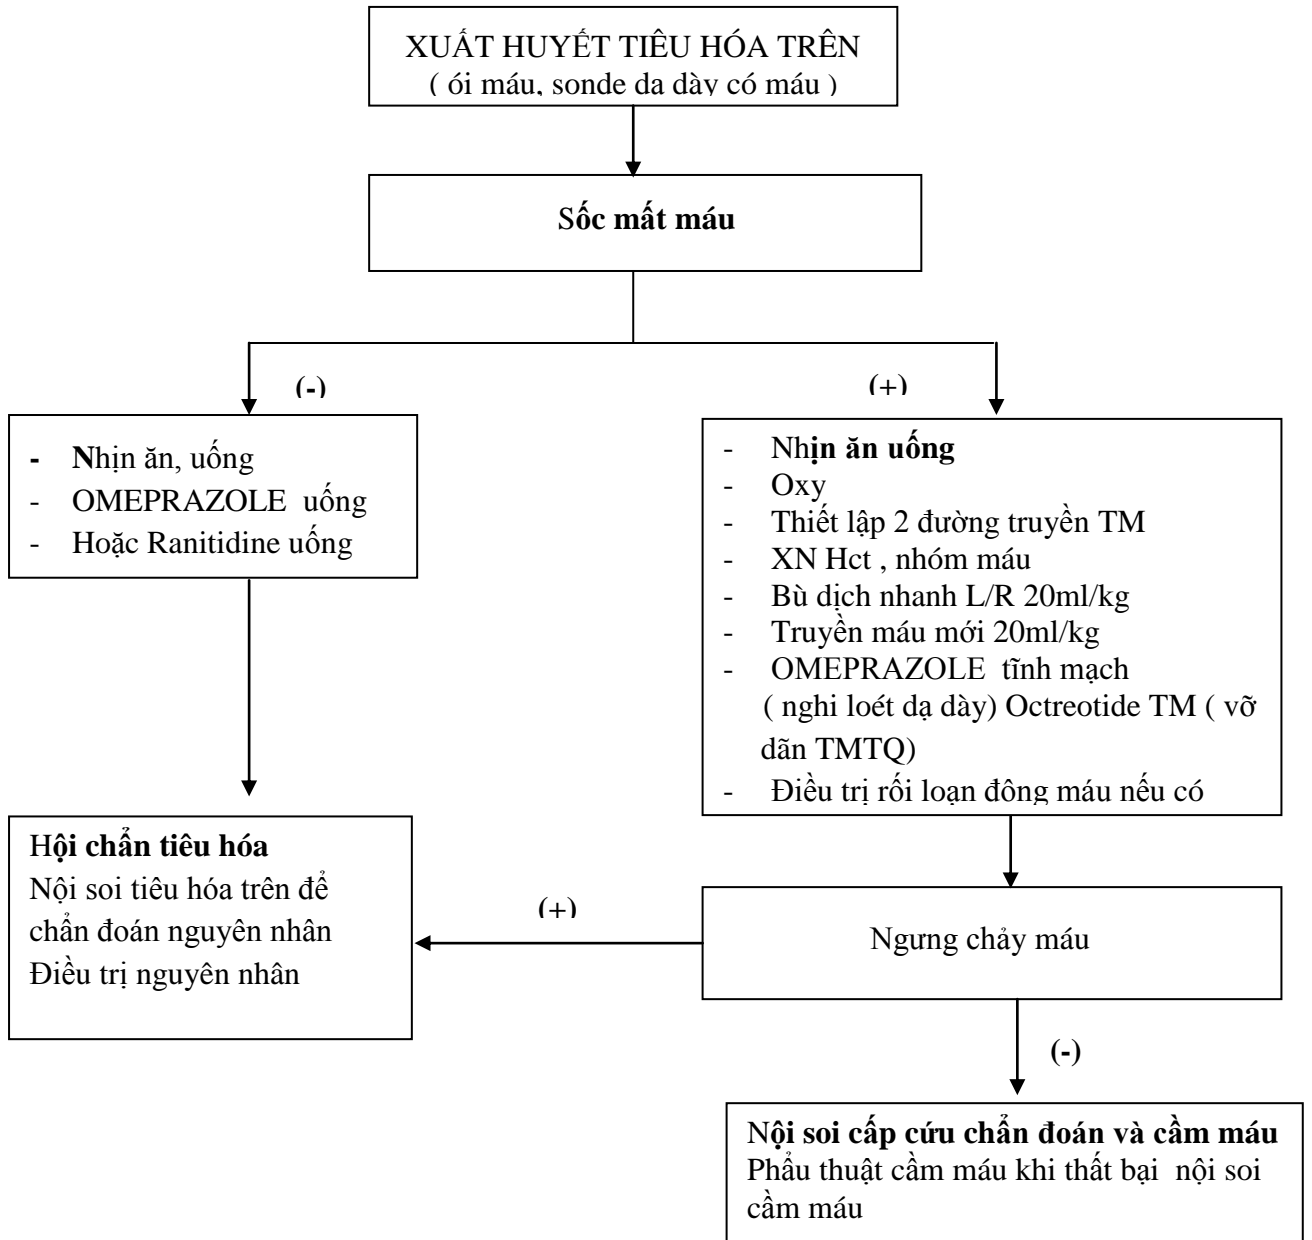 XUẤT HUYẾT TIÊU HÓA TRÊN
( ói máu, sonde dạ dày có máu )
Sốc mất máu
(-)
(+)
- Nhịn ăn, uống
- OMEPRAZOLE uống
- Hoặc Ranitidine uống
- Nhịn ăn uống
- Oxy
- Thiết lập 2 đường truyền TM
- XN Hct , nhóm máu
- Bù dịch nhanh L/R 20ml/kg
- Truyền máu mới 20ml/kg
- OMEPRAZOLE tĩnh mạch
( nghi loét dạ dày) Octreotide TM ( vỡ
dãn TMTQ)
- Điều trị rối loạn đông máu nếu có
Hội chẩn tiêu hóa
Nội soi tiêu hóa trên để
chẩn đoán nguyên nhân
Điều trị nguyên nhân
(+)
Ngưng chảy máu
(-)
Nội soi cấp cứu chẩn đoán và cầm máu
Phẩu thuật cầm máu khi thất bại nội soi
cầm máu